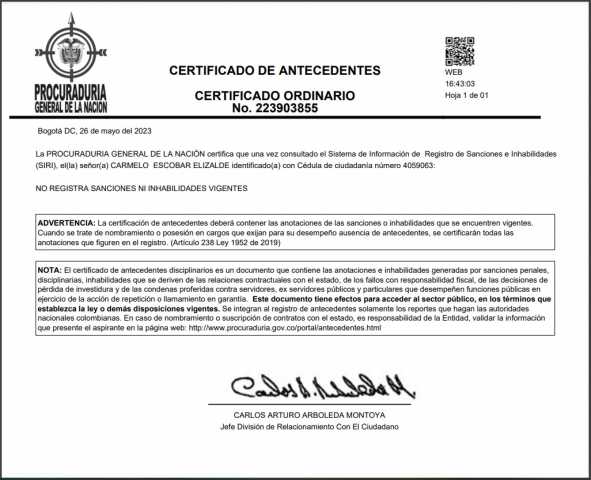 PROCURADURIA
GENERAL DE LA NACION
CERTIFICADO DE ANTECEDENTES
CERTIFICADO ORDINARIO
No. 223903855
WEB
16:43:03
Hoja 1 de 01
Bogotá DC, 26 de mayo del 2023
La PROCURADURIA GENERAL DE LA NACIÓN certifica que una vez consultado el Sistema de Información de Registro de Sanciones e Inhabilidades
(SIRI), el(la) señor(a) CARMELO ESCOBAR ELIZALDE identificado(a) con Cédula de ciudadanía número 4059063:
NO REGISTRA SANCIONES NI INHABILIDADES VIGENTES
ADVERTENCIA: La certificación de antecedentes deberá contener las anotaciones de las sanciones o inhabilidades que se encuentren vigentes.
Cuando se trate de nombramiento o posesión en cargos que exijan para su desempeño ausencia de antecedentes, se certificarán todas las
anotaciones que figuren en el registro. (Artículo 238 Ley 1952 de 2019)
NOTA: El certificado de antecedentes disciplinarios es un documento que contiene las anotaciones e inhabilidades generadas por sanciones penales,
disciplinarias, inhabilidades que se deriven de las relaciones contractuales con el estado, de los fallos con responsabilidad fiscal, de las decisiones de
pérdida de investidura y de las condenas proferidas contra servidores, ex servidores públicos y particulares que desempeñen funciones públicas en
ejercicio de la acción de repetición o llamamiento en garantía. Este documento tiene efectos para acceder al sector público, en los términos que
establezca la ley o demás disposiciones vigentes. Se integran al registro de antecedentes solamente los reportes que hagan las autoridades
nacionales colombianas. En caso de nombramiento o suscripción de contratos con el estado, es responsabilidad de la Entidad, validar la información
que presente el aspirante en la página web: http://www.procuraduria.gov.co/portal/antecedentes.html
Carlos A. Arboleda M.
CARLOS ARTURO ARBOLEDA MONTOYA
Jefe División de Relacionamiento Con El Ciudadano